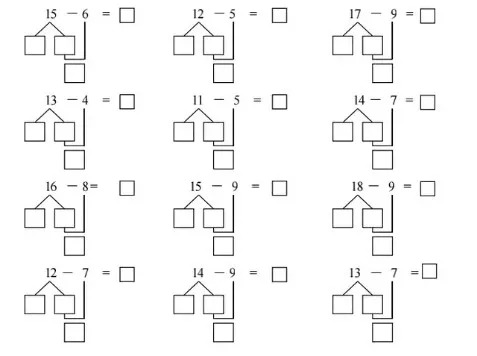 15 − 6 = □ 12 − 5 = □ 17 − 9 = □
13 − 4 = □ 11 − 5 = □ 14 − 7 = □
16 − 8 = □ 15 − 9 = □ 18 − 9 = □
12 − 7 = □ 14 − 9 = □ 13 − 7 = □